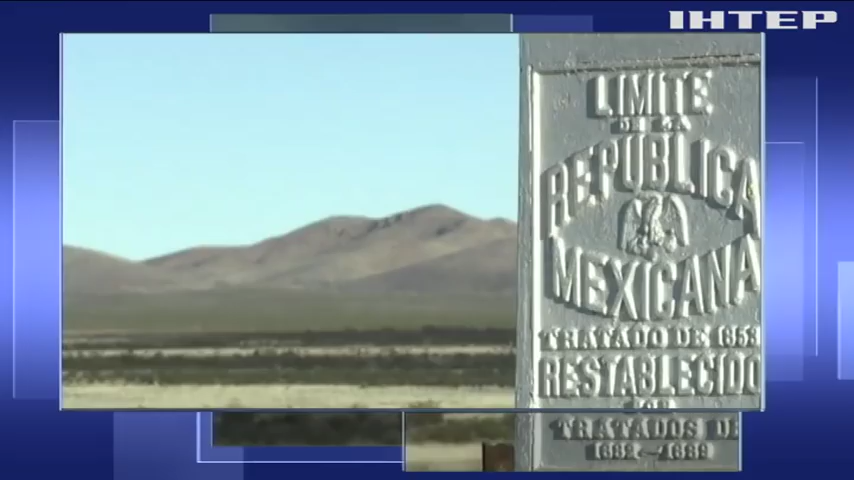 ІНТЕР
LIMITE
DE LA
REPUBLICA
MEXICANA
TRATADO DE 1853
RESTABLECIDO
POR
TRATADOS DE
1882-1889